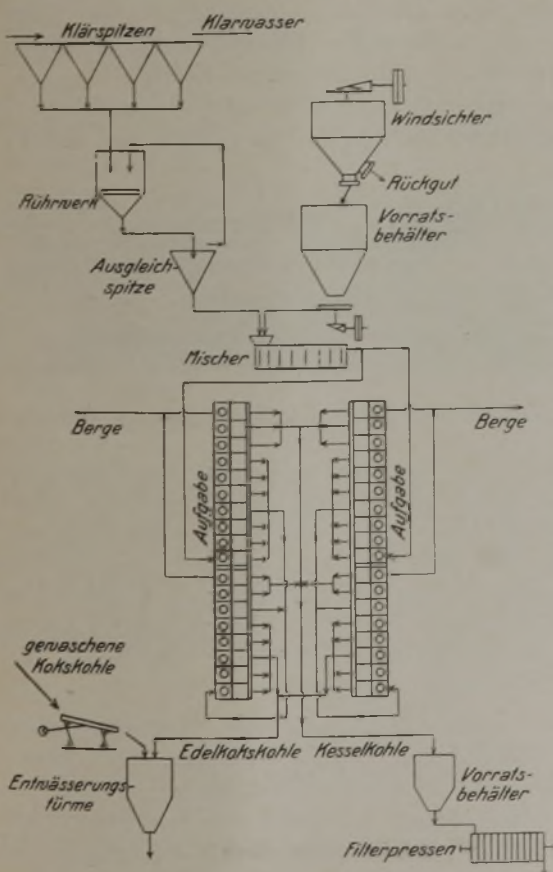 Klärspitzen
Klarwasser
Windsichter
Rückgut
Rührwerk
Vorrats-
behälter
Ausgleich-
spitze
Mischer
Berge
Berge
Aufgabe
Aufgabe
gewaschene
Kokskohle
Edelkokskohle
Kesselkohle
Entwässerungs-
türme
Vorrats-
behälter
Filterpressen